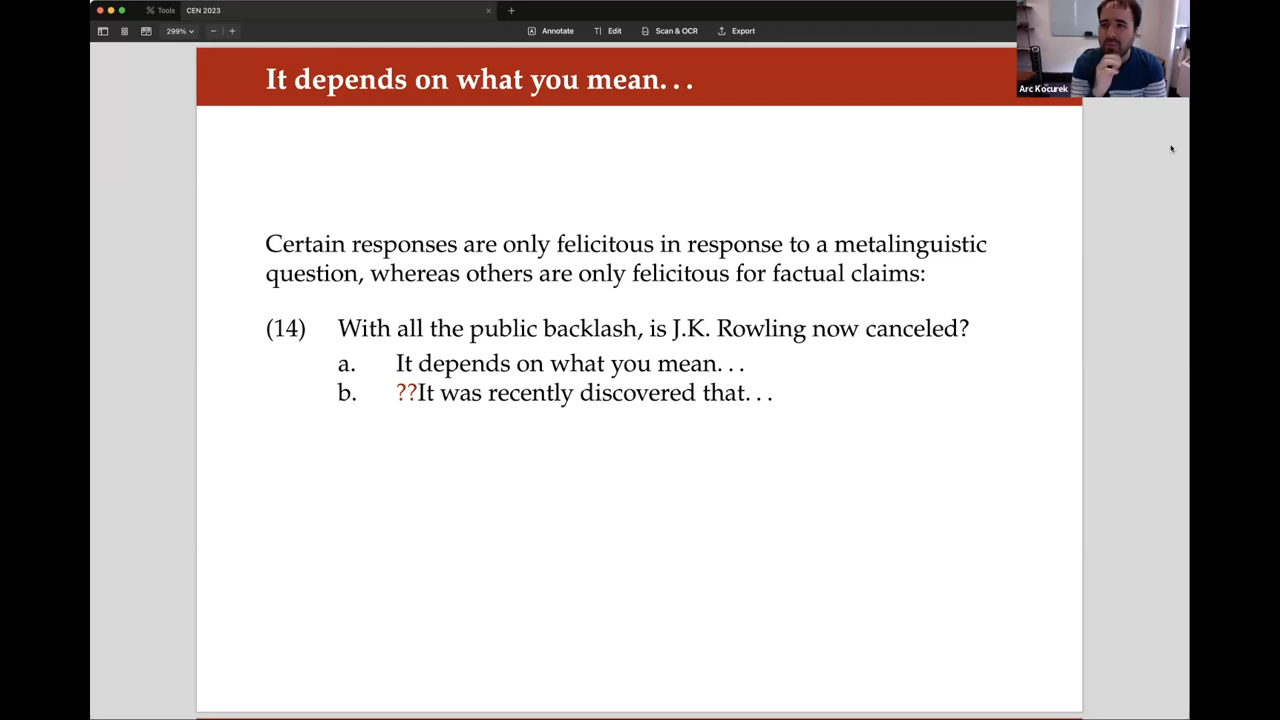 Tools
CEN 2023
299%
Annotate
Edit
Scan & OCR
Export
Arc Kocurek
It depends on what you mean...
Certain responses are only felicitous in response to a metalinguistic
question, whereas others are only felicitous for factual claims:
(14) With all the public backlash, is J.K. Rowling now canceled?
a. It depends on what you mean...
b. ??It was recently discovered that...